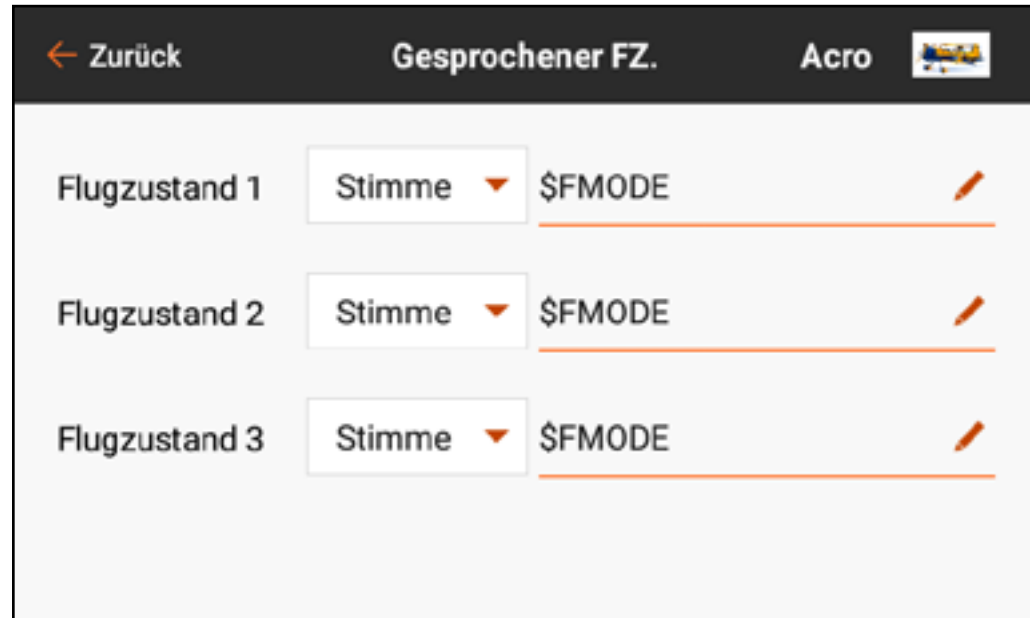 Zurück Gesprochener FZ. Acro
Flugzustand 1 Stimme $FMODE
Flugzustand 2 Stimme $FMODE
Flugzustand 3 Stimme $FMODE